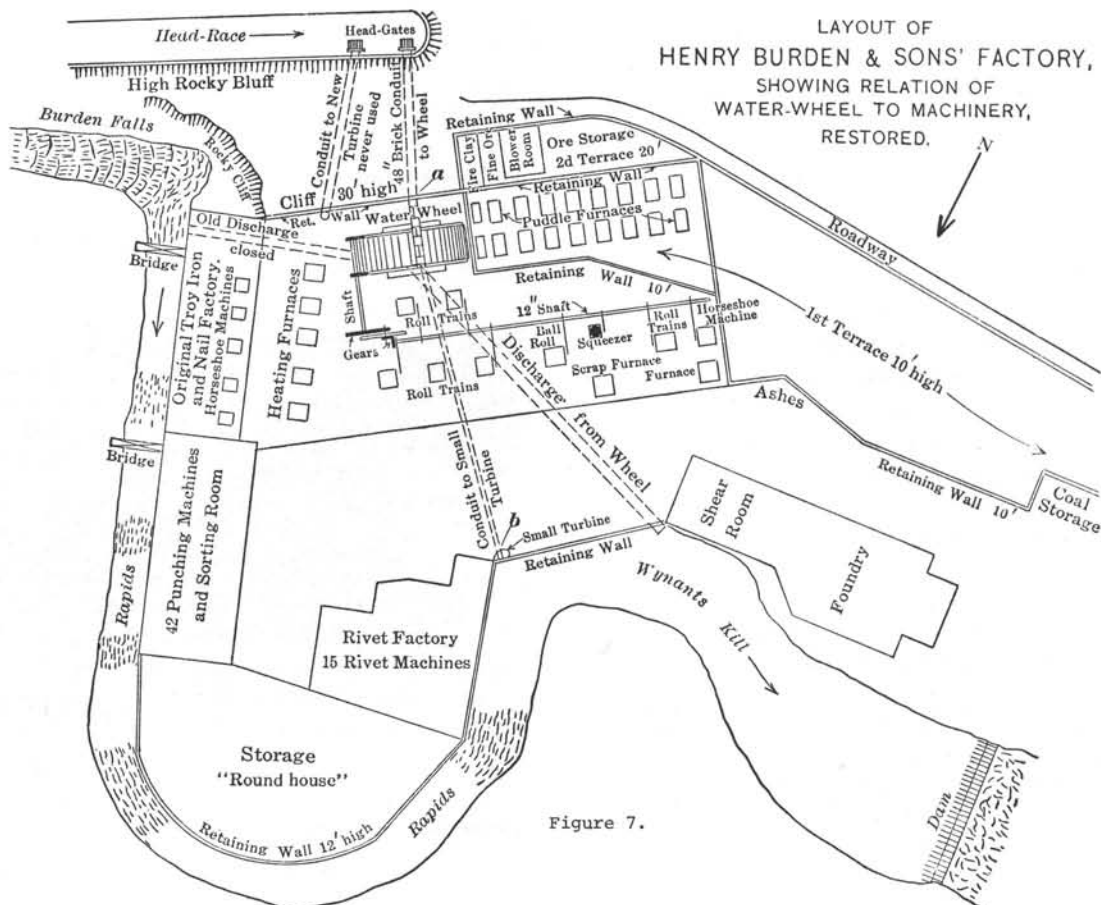 LAYOUT OF
HENRY BURDEN & SONS' FACTORY,
SHOWING RELATION OF
WATER-WHEEL TO MACHINERY,
RESTORED.
N
Head-Race
Head-Gates
High Rocky Bluff
Burden Falls
Rocky Cliff
Conduit to New
Turbine
never used
48" Erick Conduit
to Wheel
a
Retaining Wall
Fire Clay
Fine Ore
Blower
Room
Ore Storage
2d Terrace 20'
Retaining Wall
Roadway
Cliff 30' high
Ret. Wall
Water Wheel
Puddle Furnaces
Old Discharge
closed
Bridge
Retaining Wall 10'
1st Terrace 10' high
Original Troy Iron
and Nail Factory.
Horseshoe Machines
Heating Furnaces
Shaft
Gears
Roll Trains
12" Shaft
Ball
Roll
Squeezer
Roll
Trains
Horseshoe
Machine
Roll Trains
Scrap Furnace
Furnace
Discharge from Wheel
Ashes
Retaining Wall 10'
Coal
Storage
Bridge
Rapids
42 Punching Machines
and Sorting Room
Conduit to Small
Turbine
b
Small Turbine
Retaining Wall
Shear
Room
Foundry
Wynants
Kill
Rivet Factory
15 Rivet Machines
Storage
"Round house"
Retaining Wall 12' high
Rapids
Dam
Figure 7.